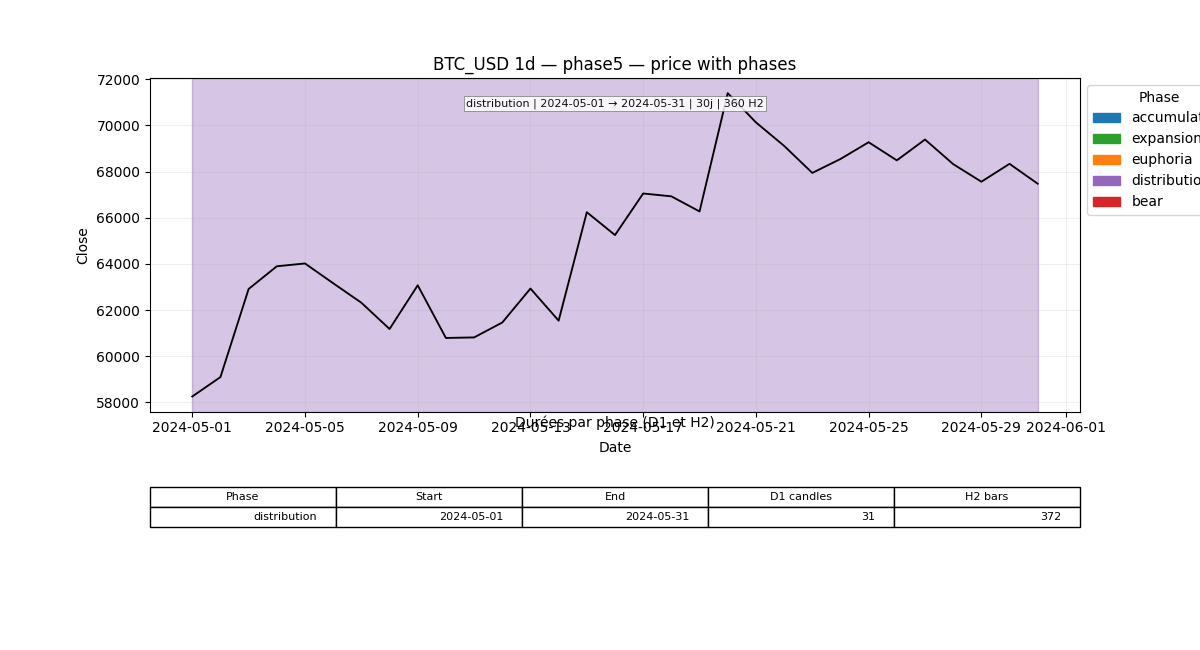 BTC_USD 1d — phase5 — price with phases
72000
70000
68000
66000
64000
62000
60000
58000
Close
distribution | 2024-05-01 → 2024-05-31 | 30j | 360 H2
Phase
accumulat
expansion
euphoria
distributio
bear
Durées par phase (D1 et H2)
2024-05-01 2024-05-05 2024-05-09 2024-05-13 2024-05-17 2024-05-21 2024-05-25 2024-05-29 2024-06-01
Date
Phase Start End D1 candles H2 bars
distribution 2024-05-01 2024-05-31 31 372